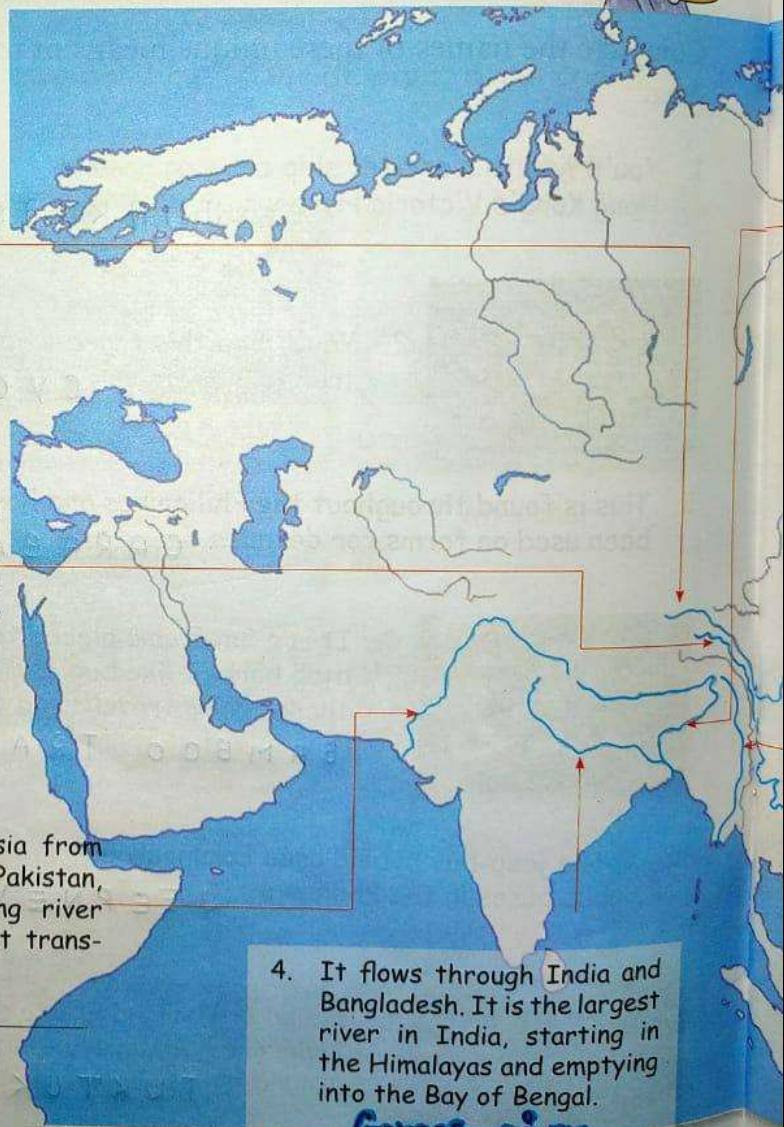 sia from
Pakistan,
ng river
t trans-
4. It flows through India and
Bangladesh. It is the largest
river in India, starting in
the Himalayas and emptying
into the Bay of Bengal.